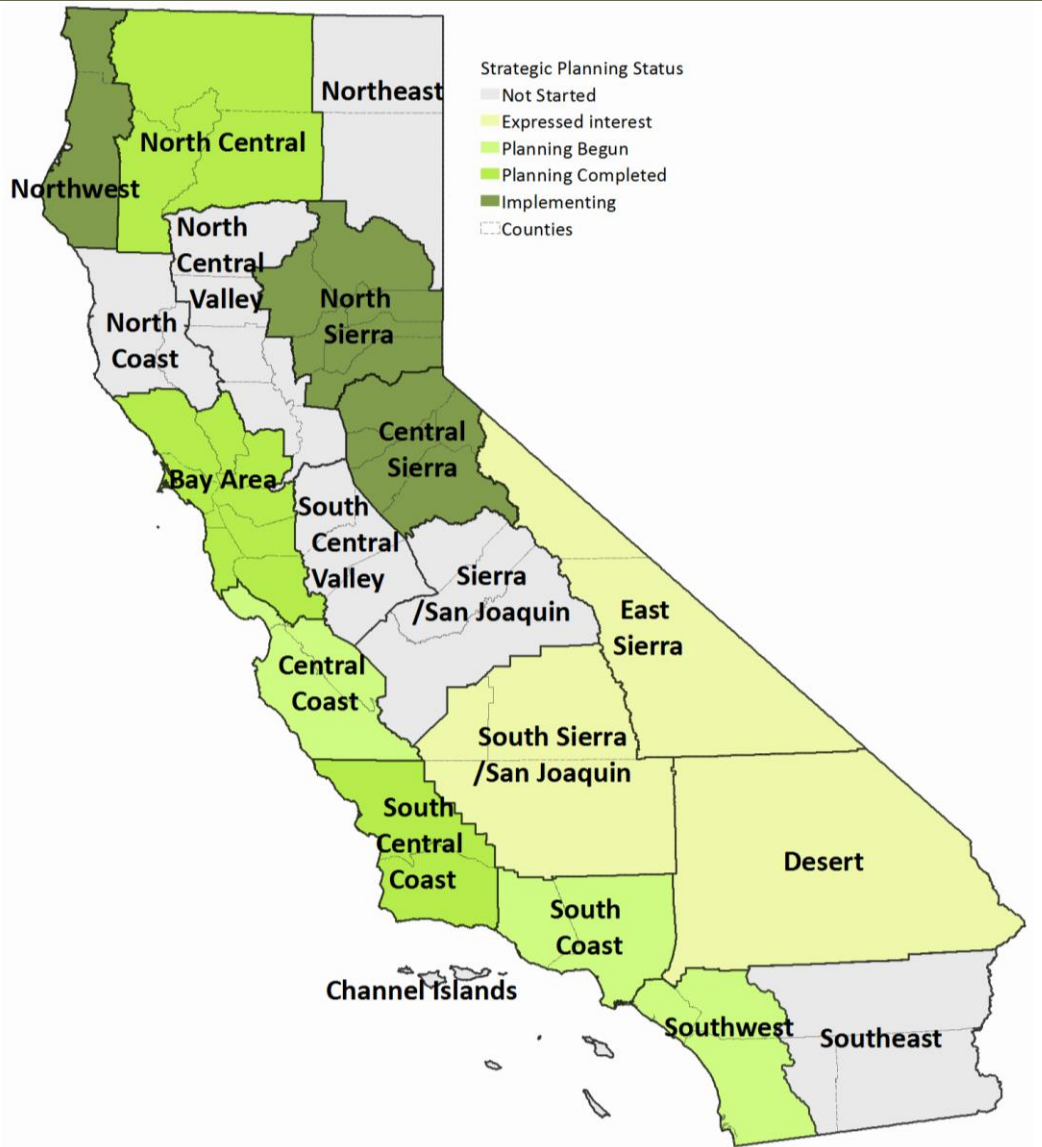 Strategic Planning Status
Not Started
Expressed interest
Planning Begun
Planning Completed
Implementing
Counties
Northeast
North Central
Northwest
North
Central
Valley
North
Coast
North
Sierra
Central
Sierra
Bay Area
South
Central
Valley
Sierra
/San Joaquin
East
Sierra
Central
Coast
South Sierra
/San Joaquin
South
Central
Coast
Desert
South
Coast
Channel Islands
Southwest
Southeast